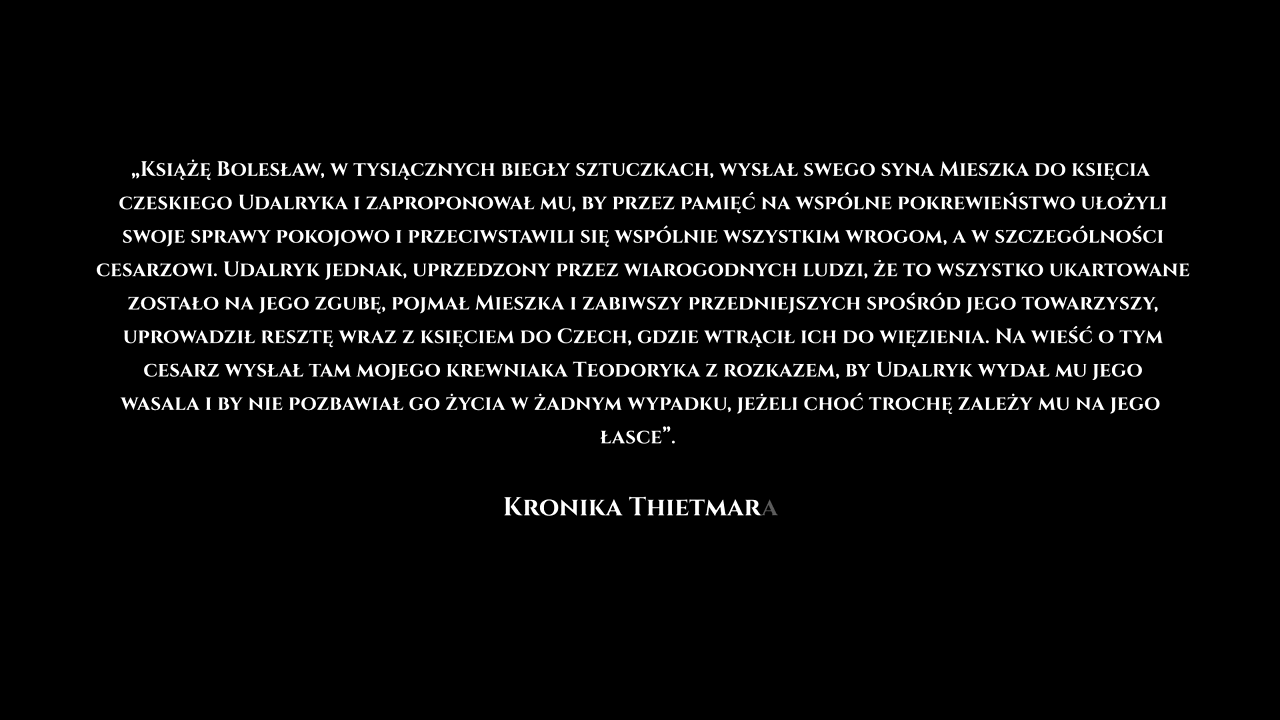 „Książę Bolesław, w tysiącznych biegły sztuczkach, wysłał swego syna Mieszka do księcia
czeskiego Udalryka i zaproponował mu, by przez pamięć na wspólne pokrewieństwo ułożyli
swoje sprawy pokojowo i przeciwstawili się wspólnie wszystkim wrogom, a w szczególności
cesarzowi. Udalryk jednak, uprzedzony przez wiarogodnych ludzi, że to wszystko ukartowane
zostało na jego zgubę, pojmał Mieszka i zabiwszy przedniejszych spośród jego towarzyszy,
uprowadził resztę wraz z księciem do Czech, gdzie wtrącił ich do więzienia. Na wieść o tym
cesarz wysłał tam mojego krewniaka Teodoryka z rozkazem, by Udalryk wydał mu jego
wasala i by nie pozbawiał go życia w żadnym wypadku, jeżeli choć trochę zależy mu na jego
łasce”.
Kronika Thietmara